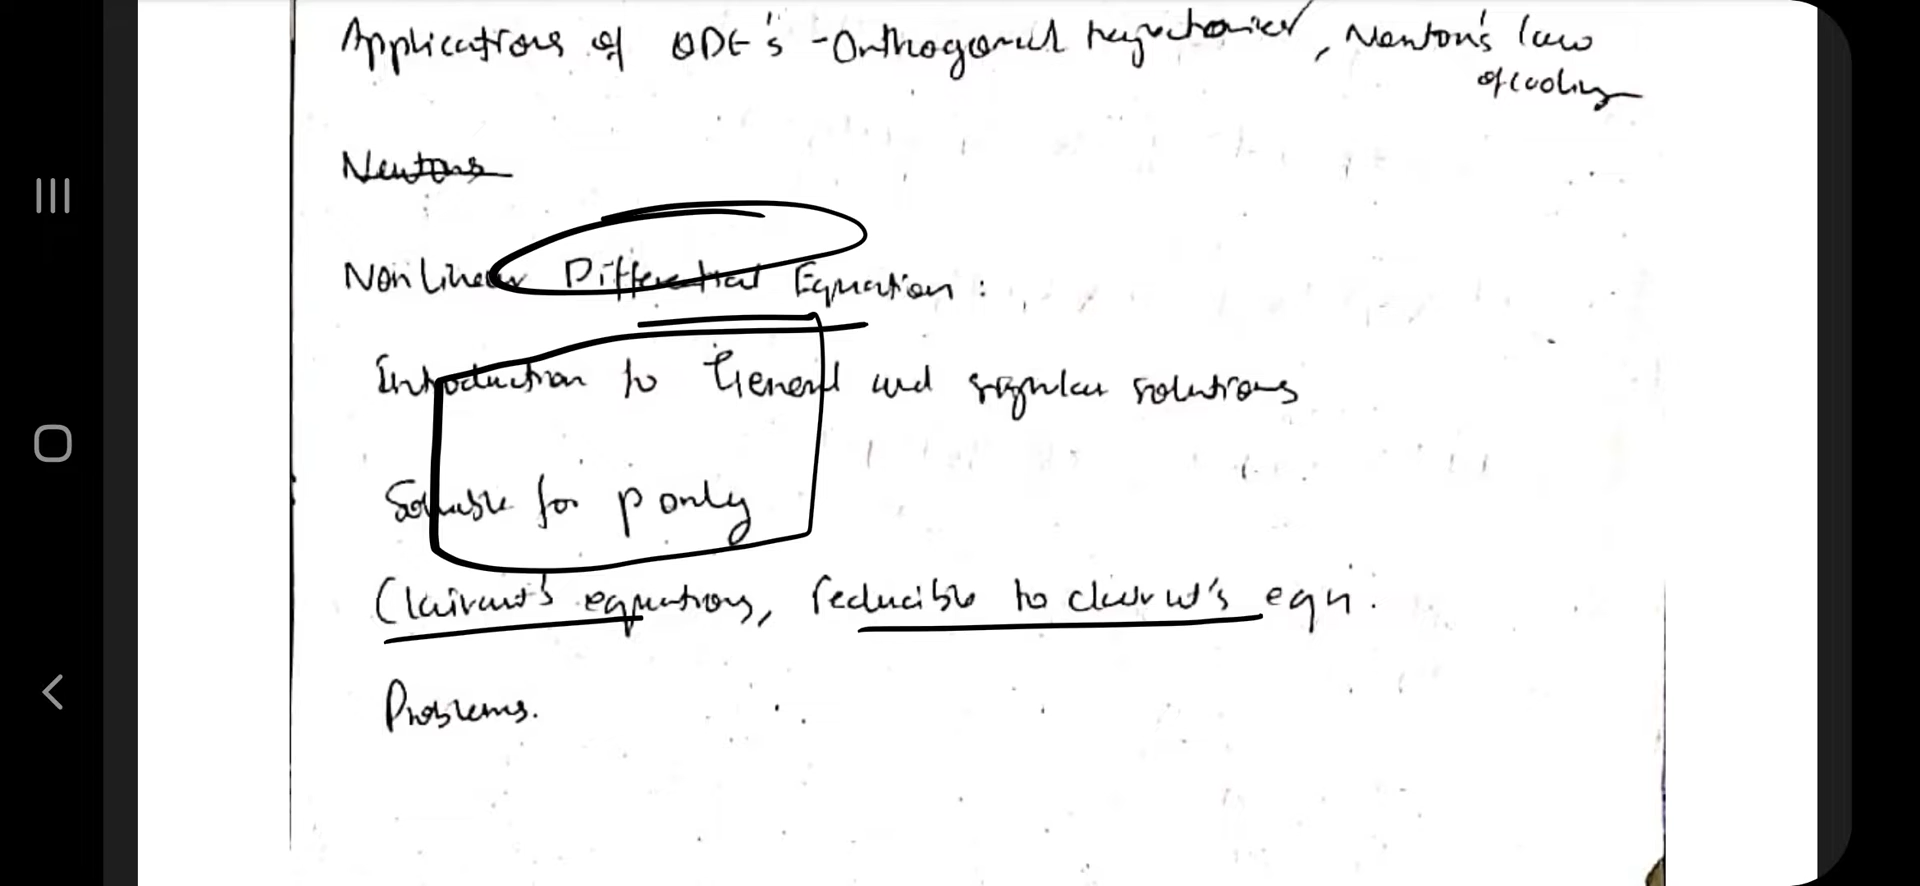 Applications of ODE's - Orthogonal trajectories, Newton's law
of cooling
Newtons
Non Linear Differential Equation :
Introduction to General and singular solutions
Solvable for p only
Clairaut's equations, reducible to clairaut's eqn.
Problems.